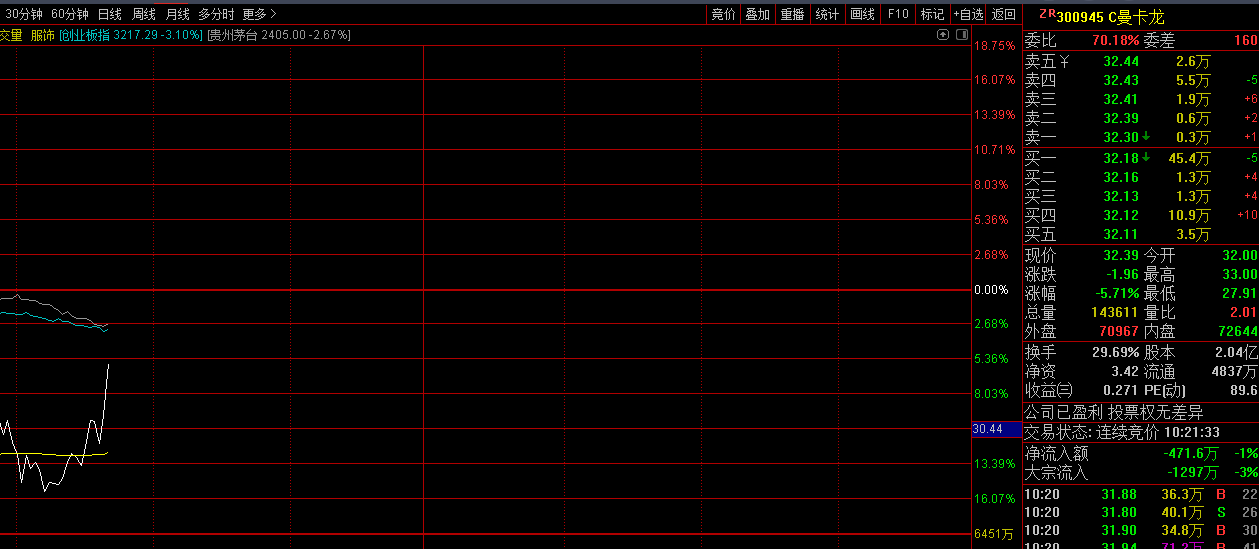 30分钟 60分钟 日线 周线 月线 多分时 更多>
竞价 叠加 重播 统计 画线 F10 标记 +自选 返回
交量 服饰 [创业板指 3217.29 -3.10%] [贵州茅台 2405.00 -2.67%]
18.75%
16.07%
13.39%
10.71%
8.03%
5.36%
2.68%
0.00%
2.68%
5.36%
8.03%
30.44
13.39%
16.07%
6451万
ZR 300945 C曼卡龙
委比 70.18% 委差 160
卖五¥ 32.44 2.6万
卖四 32.43 5.5万 -5
卖三 32.41 1.9万 +6
卖二 32.39 0.6万 +2
卖一 32.30↓ 0.3万 +1
买一 32.18↓ 45.4万 -5
买二 32.16 1.3万 +4
买三 32.13 1.3万 +4
买四 32.12 10.9万 +10
买五 32.11 3.5万
现价 32.39 今开 32.00
涨跌 -1.96 最高 33.00
涨幅 -5.71% 最低 27.91
总量 143611 量比 2.01
外盘 70967 内盘 72644
换手 29.69% 股本 2.04亿
净资 3.42 流通 4837万
收益㈢ 0.271 PE(动) 89.6
公司已盈利 投票权无差异
交易状态: 连续竞价 10:21:33
净流入额 -471.6万 -1%
大宗流入 -1297万 -3%
10:20 31.88 36.3万 B 22
10:20 31.80 40.1万 S 26
10:20 31.90 34.8万 B 30
10:20 31.94 71.2万 B 41